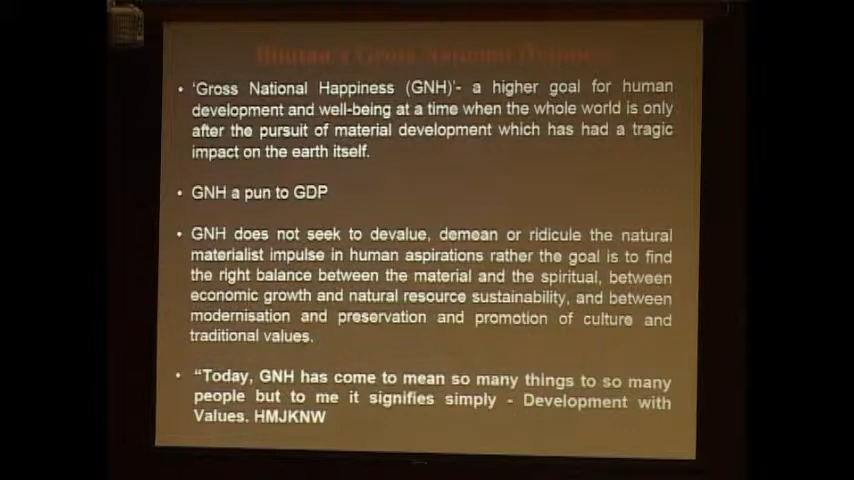 Bhutan's Gross National Happiness
• 'Gross National Happiness (GNH)'- a higher goal for human
development and well-being at a time when the whole world is only
after the pursuit of material development which has had a tragic
impact on the earth itself.
• GNH a pun to GDP
• GNH does not seek to devalue, demean or ridicule the natural
materialist impulse in human aspirations rather the goal is to find
the right balance between the material and the spiritual, between
economic growth and natural resource sustainability, and between
modernisation and preservation and promotion of culture and
traditional values.
• "Today, GNH has come to mean so many things to so many
people but to me it signifies simply - Development with
Values. HMJKNW